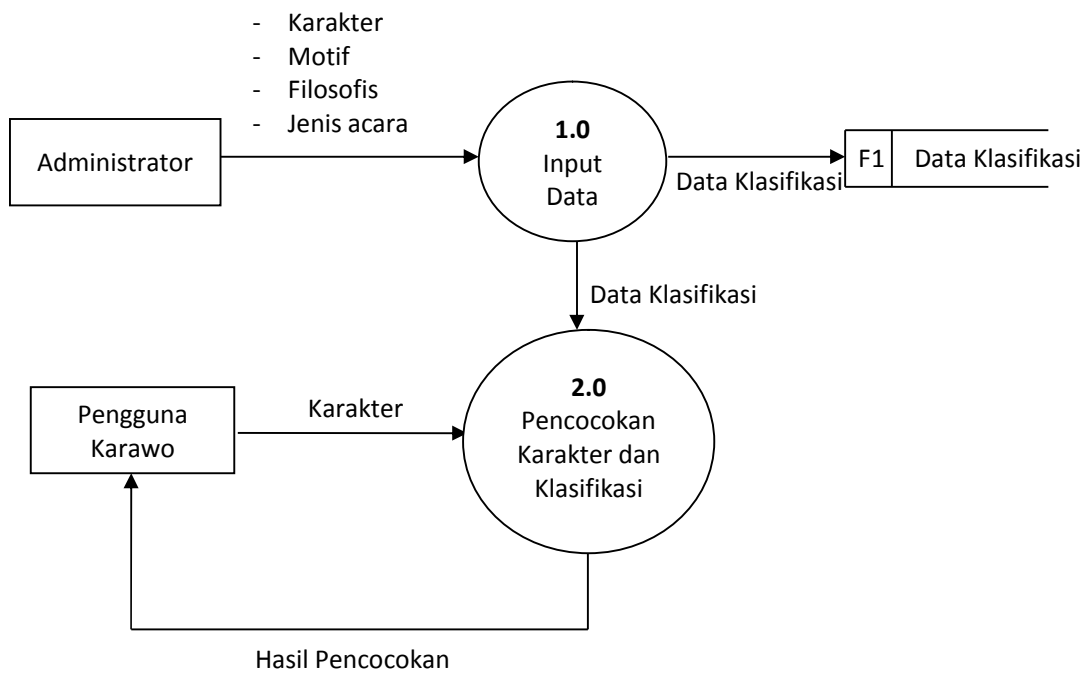 - Karakter
- Motif
- Filosofis
- Jenis acara
Administrator
1.0
Input
Data
Data Klasifikasi
F1 Data Klasifikasi
Data Klasifikasi
Pengguna
Karawo
Karakter
2.0
Pencocokan
Karakter dan
Klasifikasi
Hasil Pencocokan